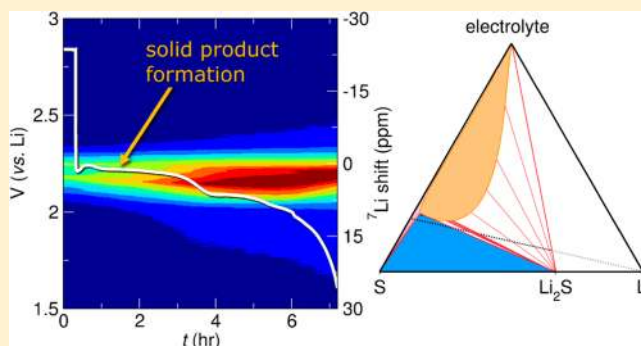 electrolyte
solid product
formation
3
2.5
2
1.5
V (vs. Li)
0
2
4
6
t (hr)
-30
-15
0
15
30
⁷Li shift (ppm)
S
Li₂S